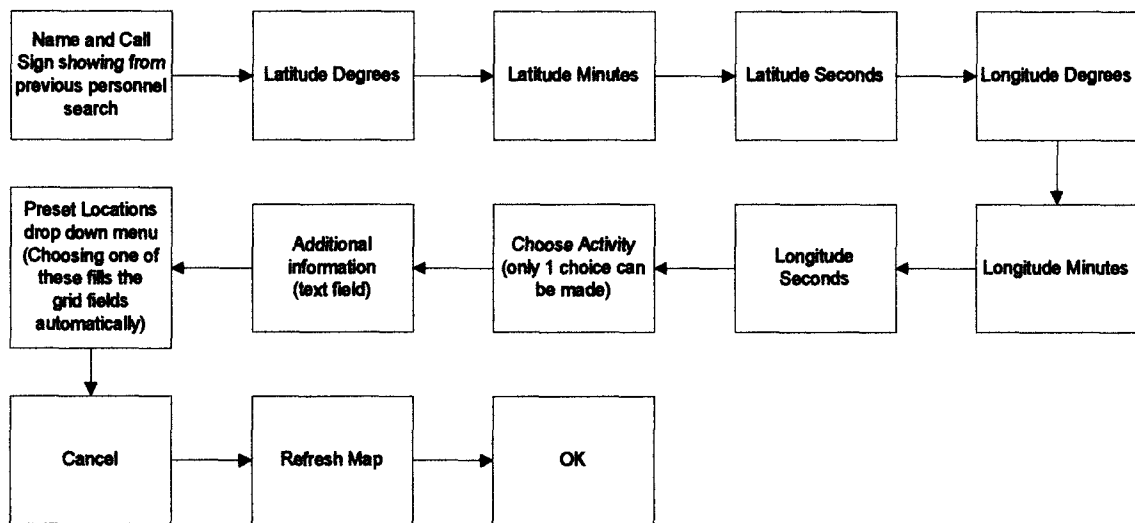 Name and Call
Sign showing from
previous personnel
search
Latitude Degrees
Latitude Minutes
Latitude Seconds
Longitude Degrees
Longitude Minutes
Longitude
Seconds
Choose Activity
(only 1 choice can
be made)
Additional
information
(text field)
Preset Locations
drop down menu
(Choosing one of
these fills the
grid fields
automatically)
Cancel
Refresh Map
OK